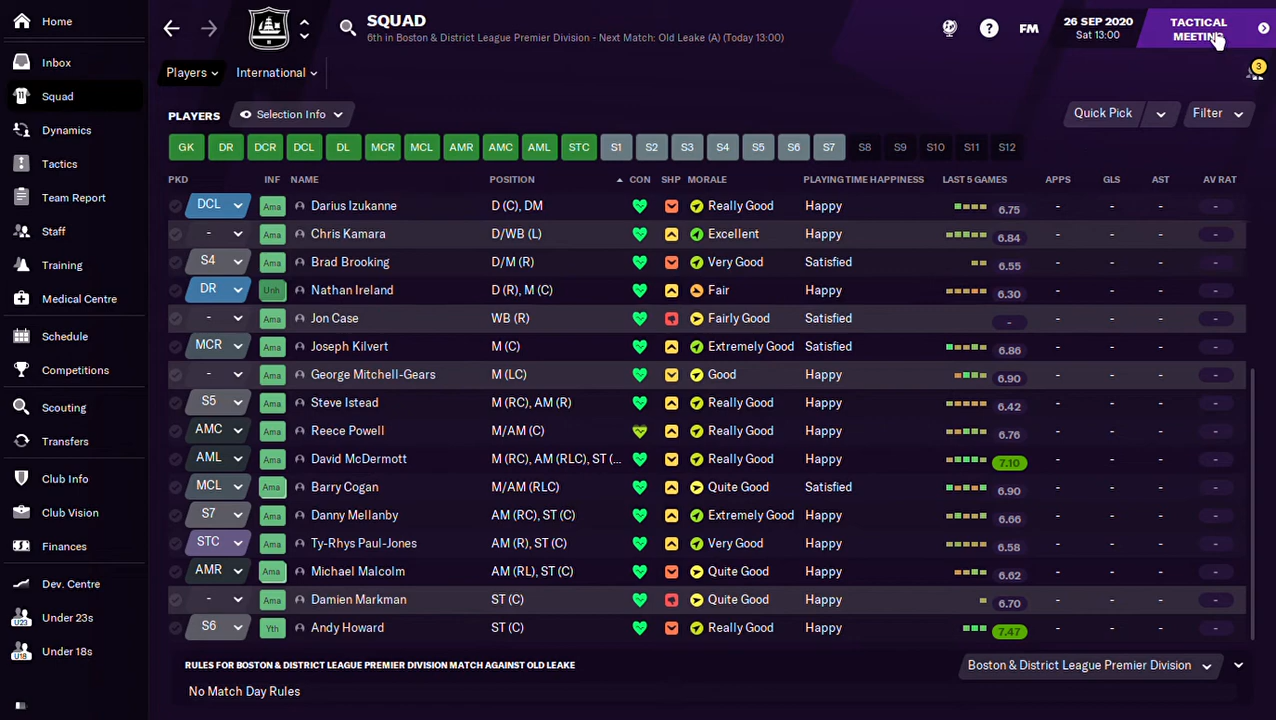 Home
SQUAD
6th in Boston & District League Premier Division - Next Match: Old Leake (A) (Today 13:00)
FM
26 SEP 2020
Sat 13:00
TACTICAL
MEETING
Inbox
Squad
Dynamics
Tactics
Team Report
Staff
Training
Medical Centre
Schedule
Competitions
Scouting
Transfers
Club Info
Club Vision
Finances
Dev. Centre
U23 Under 23s
U18 Under 18s
Players International
3
PLAYERS Selection Info Quick Pick Filter
GK DR DCR DCL DL MCR MCL AMR AMC AML STC S1 S2 S3 S4 S5 S6 S7 S8 S9 S10 S11 S12
PKD INF NAME POSITION CON SHP MORALE PLAYING TIME HAPPINESS LAST 5 GAMES APPS GLS AST AV RAT
DCL Ama Darius Izukanne D (C), DM Really Good Happy 6.75 - - - -
- Ama Chris Kamara D/WB (L) Excellent Happy 6.84 - - - -
S4 Ama Brad Brooking D/M (R) Very Good Satisfied 6.55 - - - -
DR Unh Nathan Ireland D (R), M (C) Fair Happy 6.30 - - - -
- Ama Jon Case WB (R) Fairly Good Satisfied - - - - -
MCR Ama Joseph Kilvert M (C) Extremely Good Satisfied 6.86 - - - -
- Ama George Mitchell-Gears M (LC) Good Happy 6.90 - - - -
S5 Ama Steve Istead M (RC), AM (R) Really Good Happy 6.42 - - - -
AMC Ama Reece Powell M/AM (C) Really Good Happy 6.76 - - - -
AML Ama David McDermott M (RC), AM (RLC), ST (... Really Good Happy 7.10 - - - -
MCL Ama Barry Cogan M/AM (RLC) Quite Good Satisfied 6.90 - - - -
S7 Ama Danny Mellanby AM (RC), ST (C) Extremely Good Happy 6.66 - - - -
STC Ama Ty-Rhys Paul-Jones AM (R), ST (C) Very Good Happy 6.58 - - - -
AMR Ama Michael Malcolm AM (RL), ST (C) Quite Good Happy 6.62 - - - -
- Ama Damien Markman ST (C) Quite Good Happy 6.70 - - - -
S6 Yth Andy Howard ST (C) Really Good Happy 7.47 - - - -
RULES FOR BOSTON & DISTRICT LEAGUE PREMIER DIVISION MATCH AGAINST OLD LEAKE Boston & District League Premier Division
No Match Day Rules